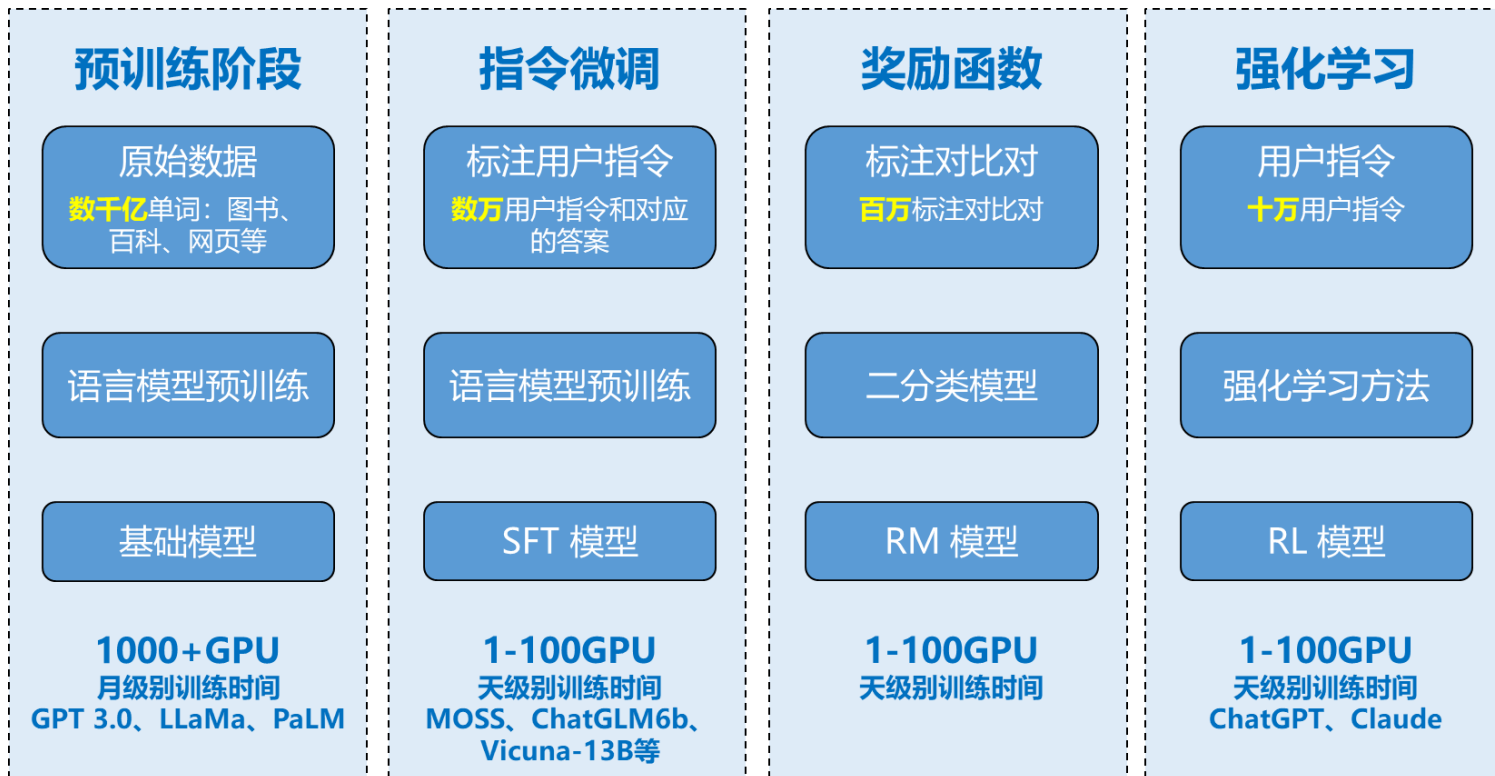 预训练阶段
原始数据
数千亿单词：图书、
百科、网页等
语言模型预训练
基础模型
1000+GPU
月级别训练时间
GPT 3.0、LLaMa、PaLM
指令微调
标注用户指令
数万用户指令和对应
的答案
语言模型预训练
SFT 模型
1-100GPU
天级别训练时间
MOSS、ChatGLM6b、
Vicuna-13B等
奖励函数
标注对比对
百万标注对比对
二分类模型
RM 模型
1-100GPU
天级别训练时间
强化学习
用户指令
十万用户指令
强化学习方法
RL 模型
1-100GPU
天级别训练时间
ChatGPT、Claude